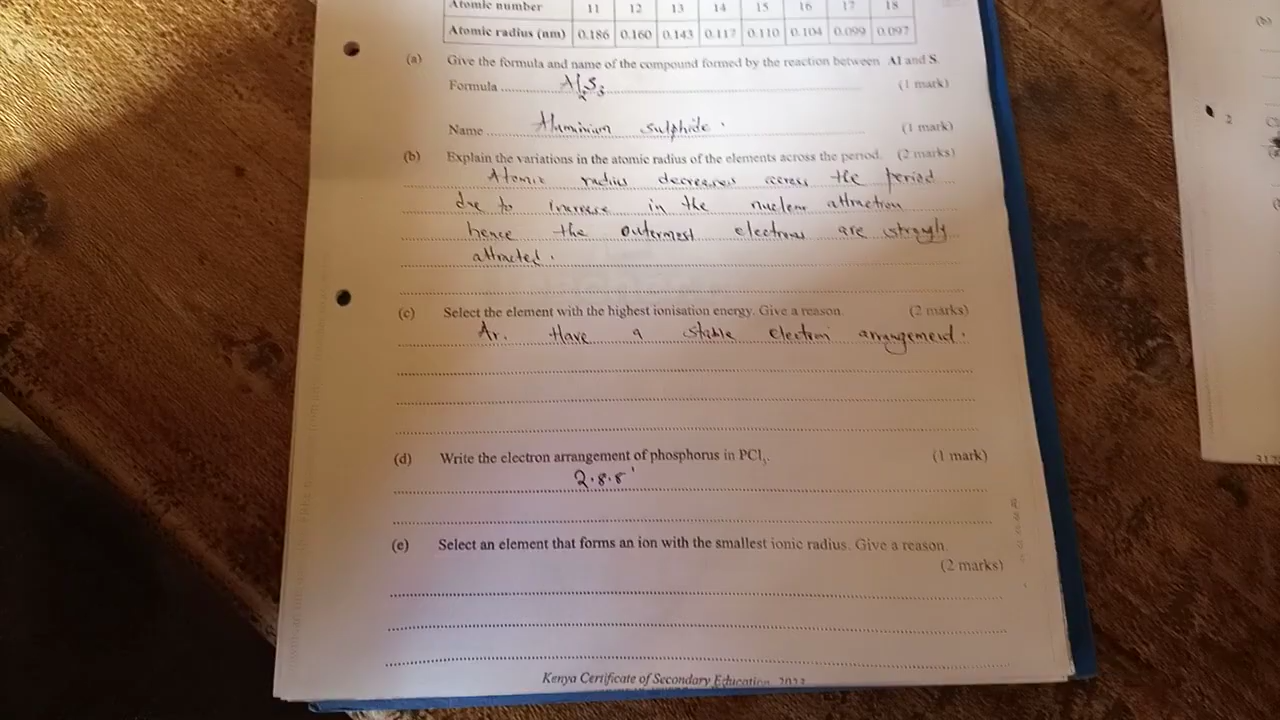 Atomic number 11 12 13 14 15 16 17 18
Atomic radius (nm) 0.186 0.160 0.143 0.117 0.110 0.104 0.099 0.097
(a) Give the formula and name of the compound formed by the reaction between Al and S.
Formula Al2S3 (1 mark)
Name Aluminium sulphide. (1 mark)
(b) Explain the variations in the atomic radius of the elements across the period. (2 marks)
Atomic radius decreases across the period
due to increase in the nuclear attraction
hence the outermost electrons are strongly
attracted.
(c) Select the element with the highest ionisation energy. Give a reason. (2 marks)
Ar. Have a stable electron arrangement.
(d) Write the electron arrangement of phosphorus in PCl3. (1 mark)
2.8.8
(e) Select an element that forms an ion with the smallest ionic radius. Give a reason.
(2 marks)
Kenya Certificate of Secondary Education,
(b)
2